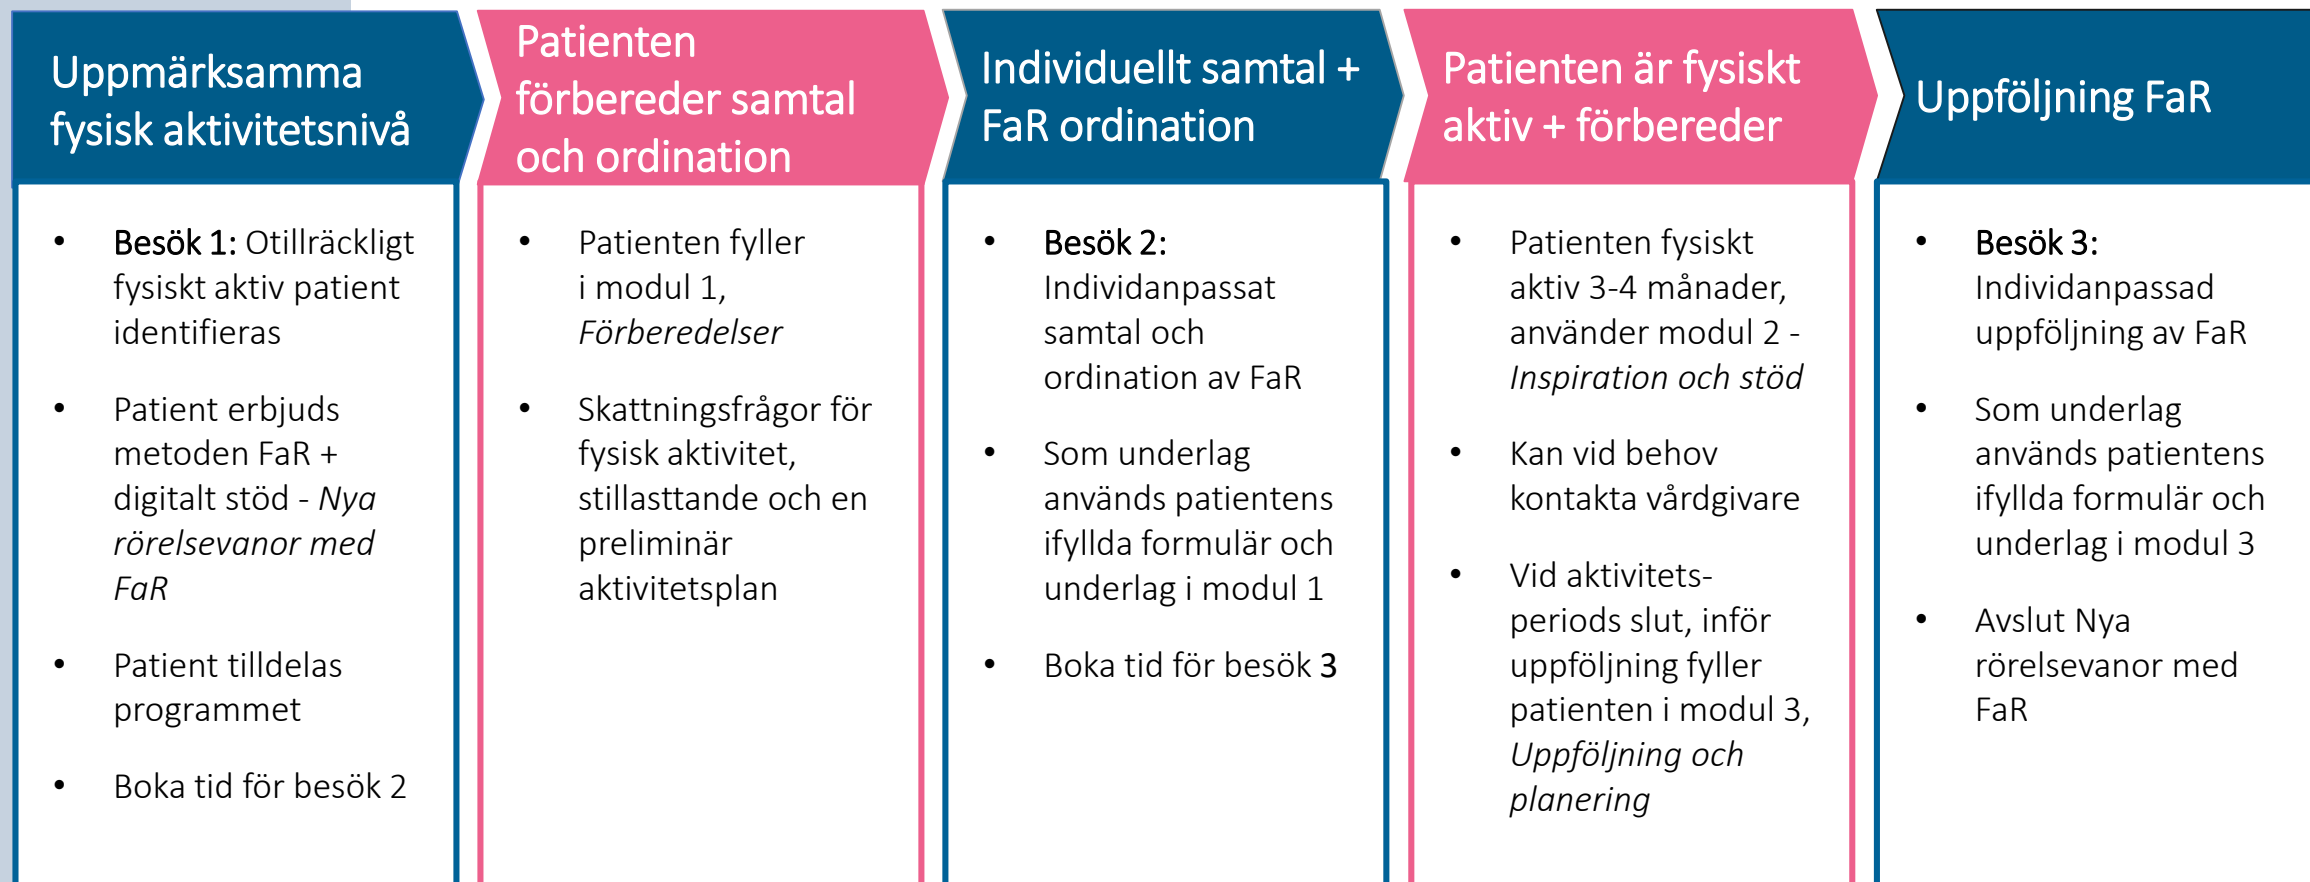 Uppmärksamma
fysisk aktivitetsnivå
Patienten
förbereder samtal
och ordination
Individuellt samtal +
FaR ordination
Patienten är fysiskt
aktiv + förbereder
Uppföljning FaR
• Besök 1: Otillräckligt
fysiskt aktiv patient
identifieras
• Patient erbjuds
metoden FaR +
digitalt stöd - Nya
rörelsevanor med
FaR
• Patient tilldelas
programmet
• Boka tid för besök 2
• Patienten fyller
i modul 1,
Förberedelser
• Skattningsfrågor för
fysisk aktivitet,
stillasttande och en
preliminär
aktivitetsplan
• Besök 2:
Individanpassat
samtal och
ordination av FaR
• Som underlag
används patientens
ifyllda formulär och
underlag i modul 1
• Boka tid för besök 3
• Patienten fysiskt
aktiv 3-4 månader,
använder modul 2 -
Inspiration och stöd
• Kan vid behov
kontakta vårdgivare
• Vid aktivitets-
periods slut, inför
uppföljning fyller
patienten i modul 3,
Uppföljning och
planering
• Besök 3:
Individanpassad
uppföljning av FaR
• Som underlag
används patientens
ifyllda formulär och
underlag i modul 3
• Avslut Nya
rörelsevanor med
FaR